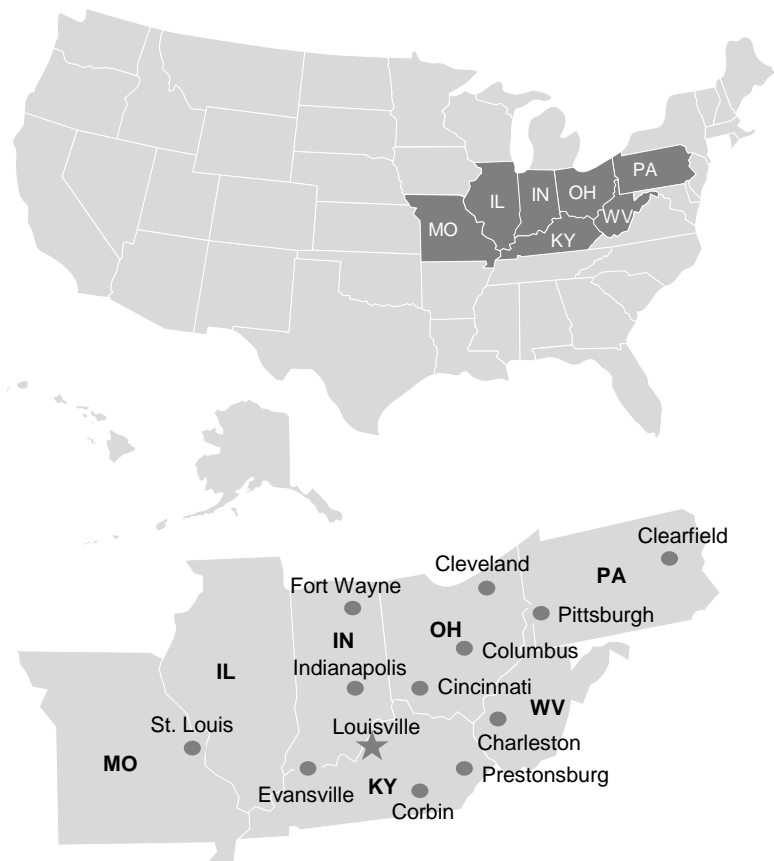 PA
OH
IN
IL
WV
MO
KY
Clearfield
Cleveland
PA
Fort Wayne
Pittsburgh
OH
IN
Columbus
Indianapolis
IL
Cincinnati
WV
St. Louis
Louisville
Charleston
MO
Prestonsburg
KY
Evansville
Corbin